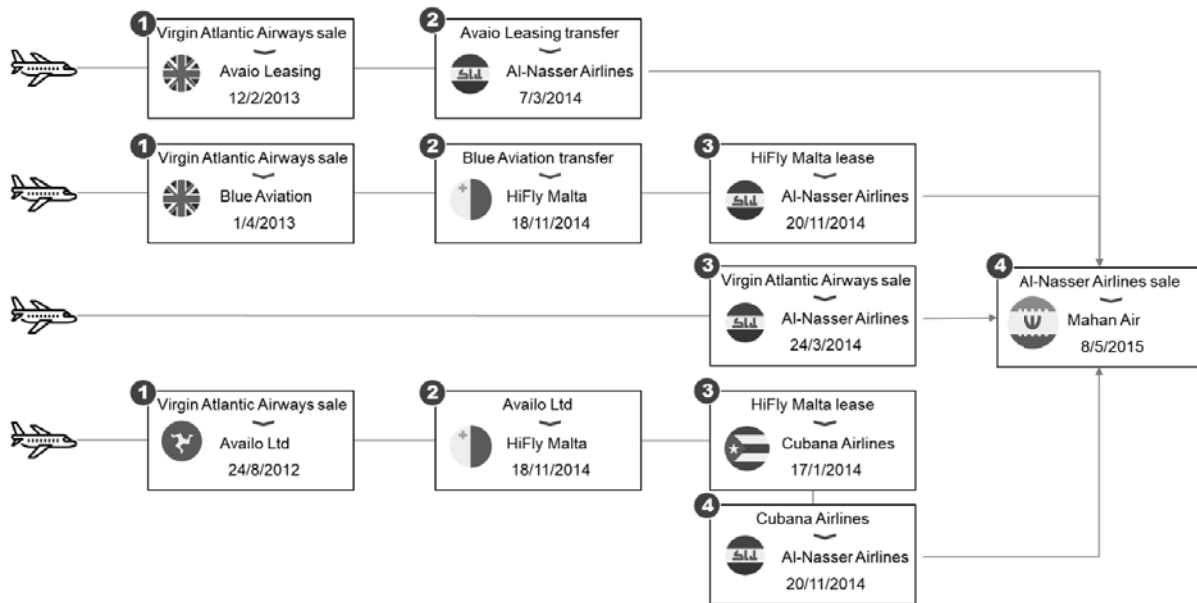 1
Virgin Atlantic Airways sale
Avaio Leasing
12/2/2013
2
Avaio Leasing transfer
Al-Nasser Airlines
7/3/2014
1
Virgin Atlantic Airways sale
Blue Aviation
1/4/2013
2
Blue Aviation transfer
HiFly Malta
18/11/2014
3
HiFly Malta lease
Al-Nasser Airlines
20/11/2014
3
Virgin Atlantic Airways sale
Al-Nasser Airlines
24/3/2014
4
Al-Nasser Airlines sale
Mahan Air
8/5/2015
1
Virgin Atlantic Airways sale
Availo Ltd
24/8/2012
2
Availo Ltd
HiFly Malta
18/11/2014
3
HiFly Malta lease
Cubana Airlines
17/1/2014
4
Cubana Airlines
Al-Nasser Airlines
20/11/2014